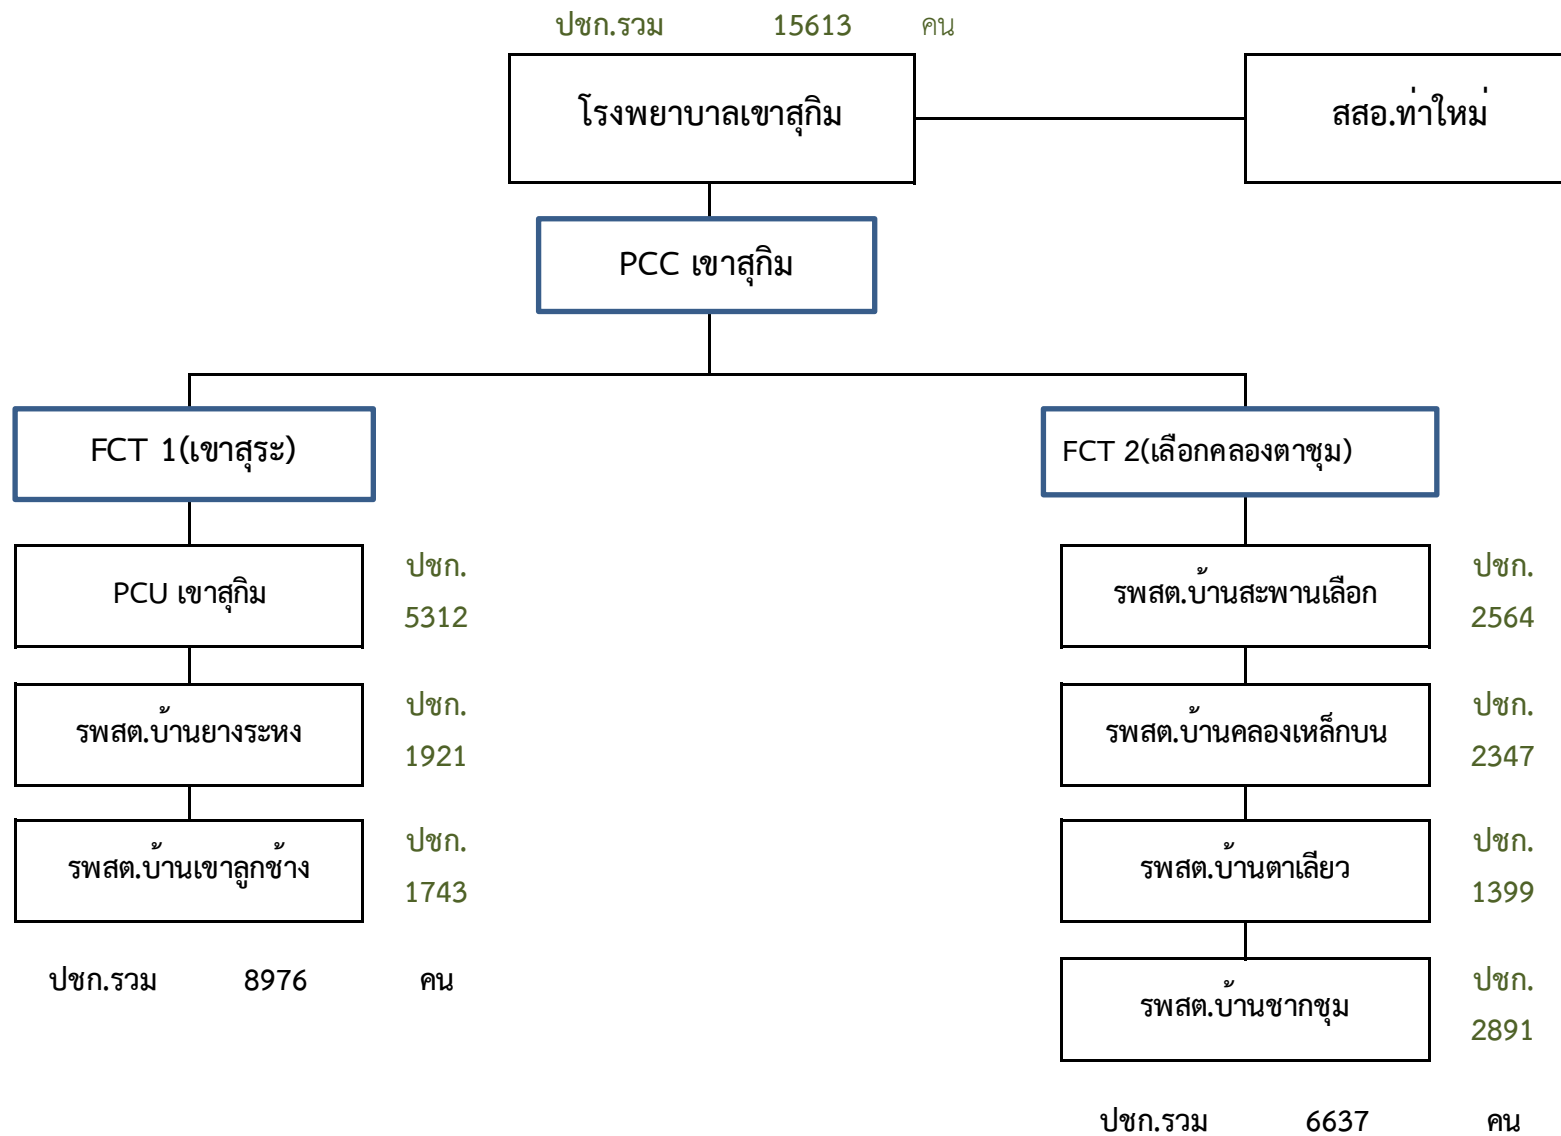 ปชก.รวม 15613 คน
โรงพยาบาลเขาสุกิม
สสอ.ท่าใหม่
PCC เขาสุกิม
FCT 1(เขาสุระ)
FCT 2(เลือกคลองตาชุม)
PCU เขาสุกิม
ปชก.
5312
รพสต.บ้านยางระหง
ปชก.
1921
รพสต.บ้านเขาลูกช้าง
ปชก.
1743
ปชก.รวม 8976 คน
รพสต.บ้านสะพานเลือก
ปชก.
2564
รพสต.บ้านคลองเหล็กบน
ปชก.
2347
รพสต.บ้านตาเลียว
ปชก.
1399
รพสต.บ้านชากชุม
ปชก.
2891
ปชก.รวม 6637 คน